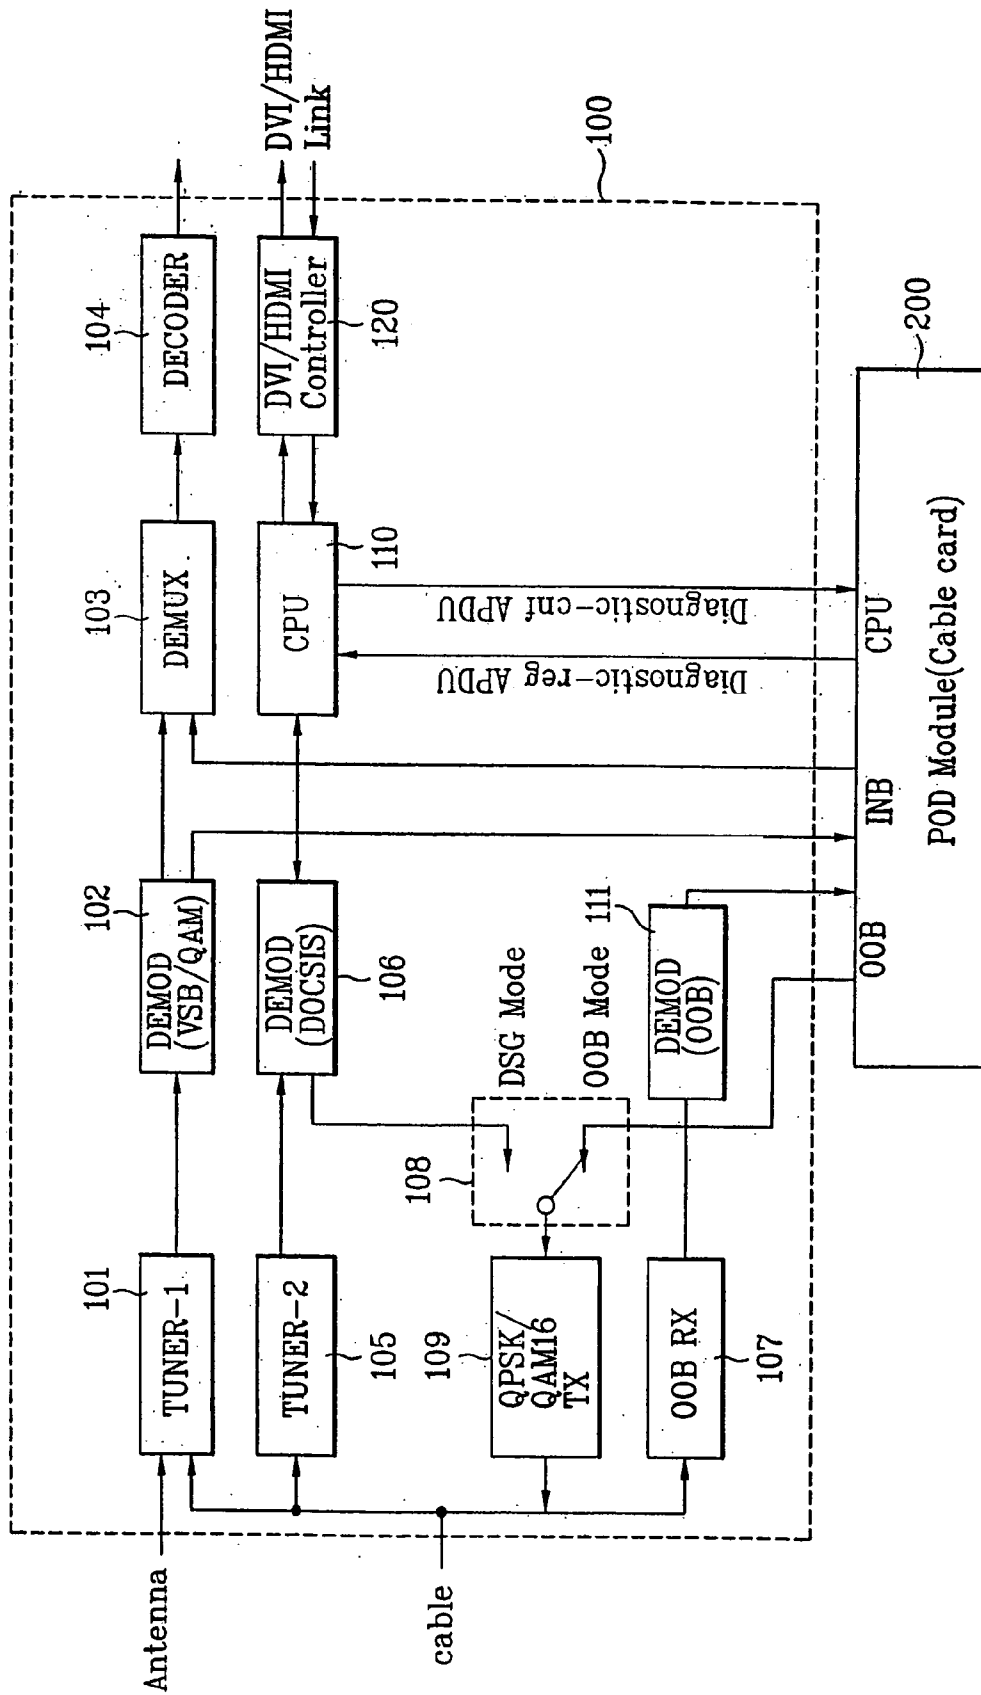 Antenna
cable
101
TUNER-1
102
DEMOD
(VSB/QAM)
103
DEMUX
104
DECODER
TUNER-2
105
DEMOD
(DOCSIS)
106
CPU
110
DVI/HDMI
Controller
120
DVI/HDMI
Link
100
108
DSG Mode
OOB Mode
109
QPSK/
QAM16
TX
OOB RX
107
111
DEMOD
(OOB)
Diagnostic-reg APDU
Diagnostic-cnf APDU
OOB
INB
CPU
POD Module(Cable card)
200